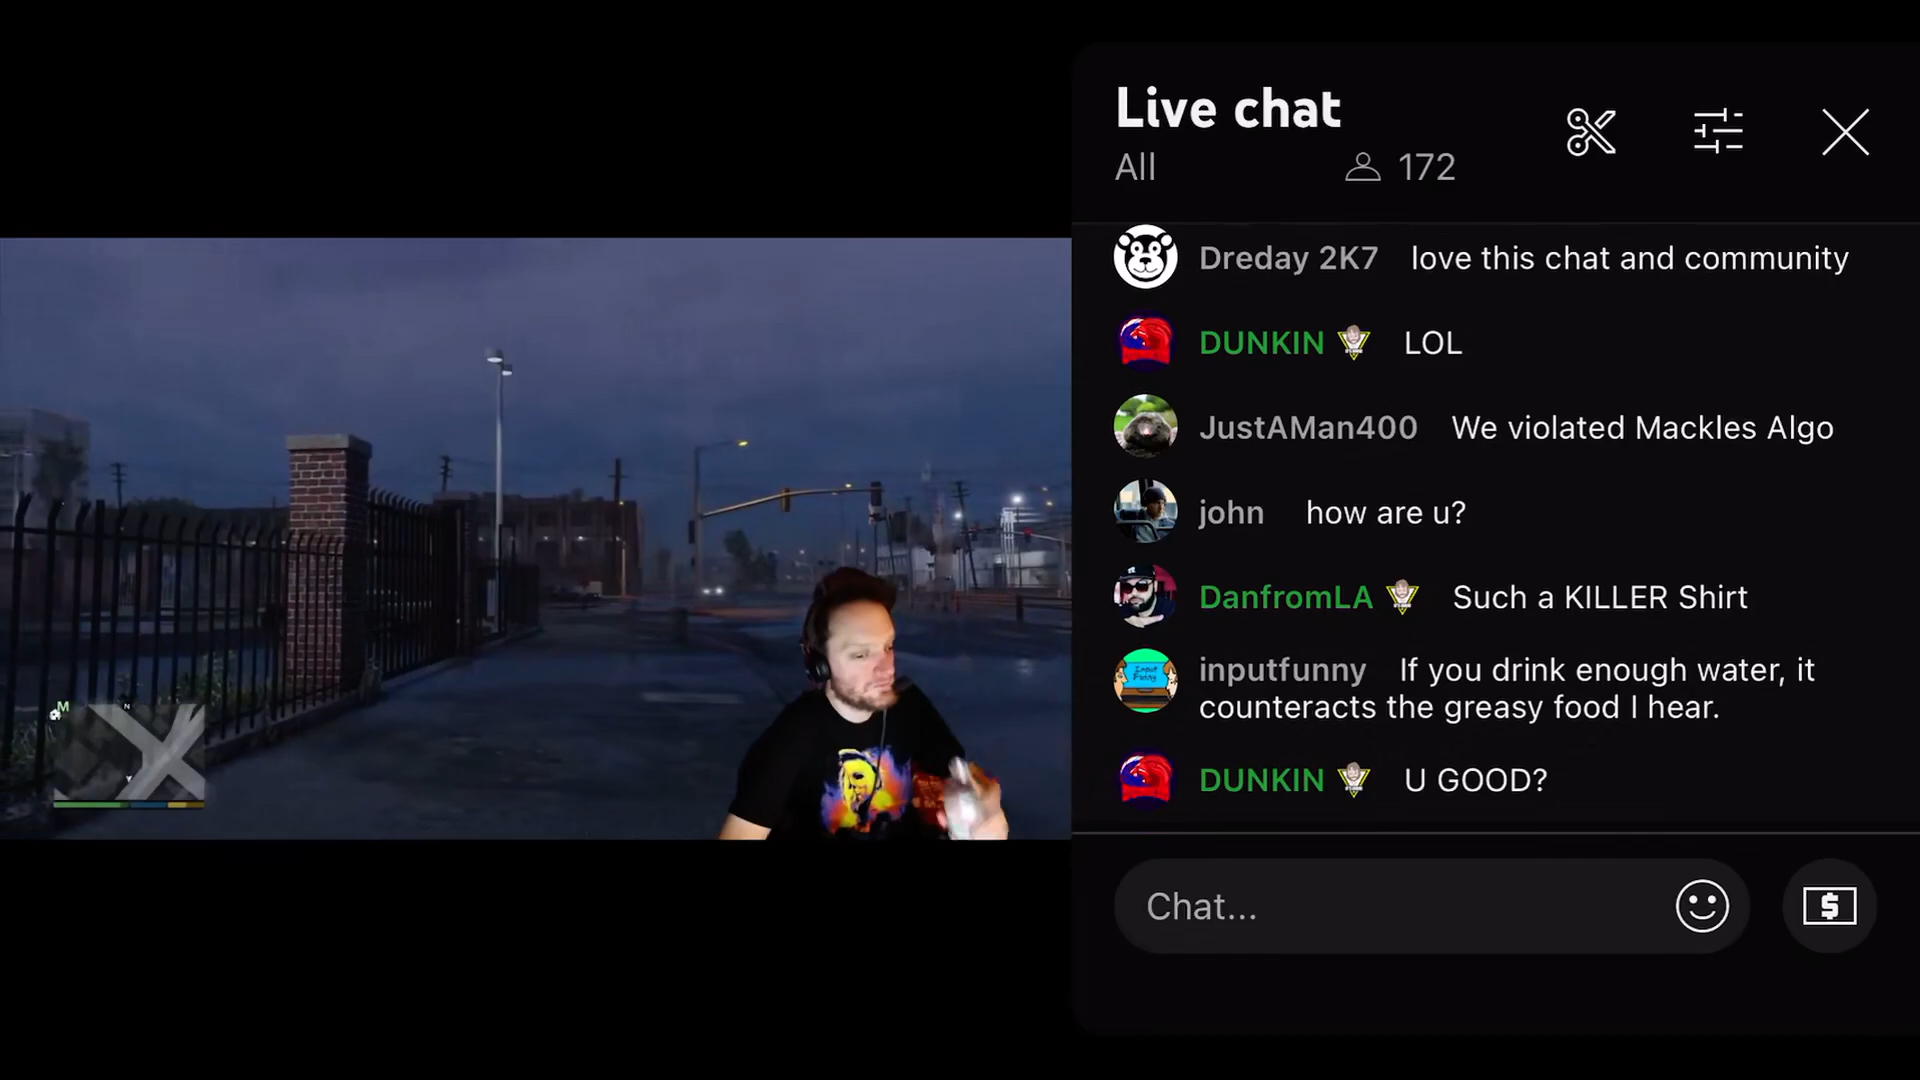 Live chat
All 172
Dreday 2K7 love this chat and community
DUNKIN LOL
JustAMan400 We violated Mackles Algo
john how are u?
DanfromLA Such a KILLER Shirt
inputfunny If you drink enough water, it
counteracts the greasy food I hear.
DUNKIN U GOOD?
Chat...
M
N
Input
Funny
$